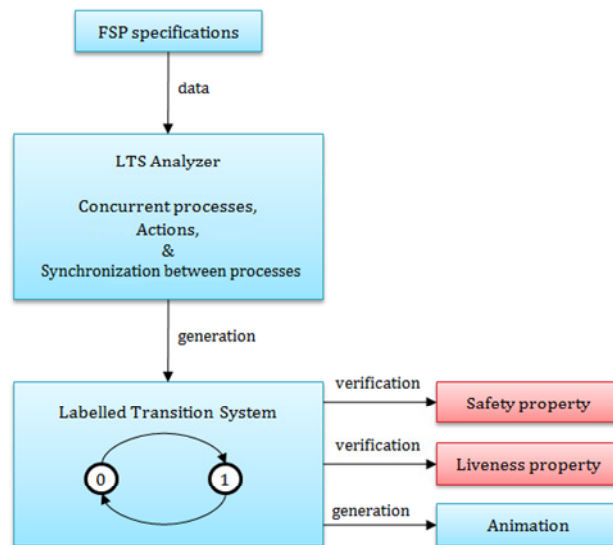 FSP specifications
data
LTS Analyzer
Concurrent processes,
Actions,
&
Synchronization between processes
generation
Labelled Transition System
0
1
verification
Safety property
verification
Liveness property
generation
Animation